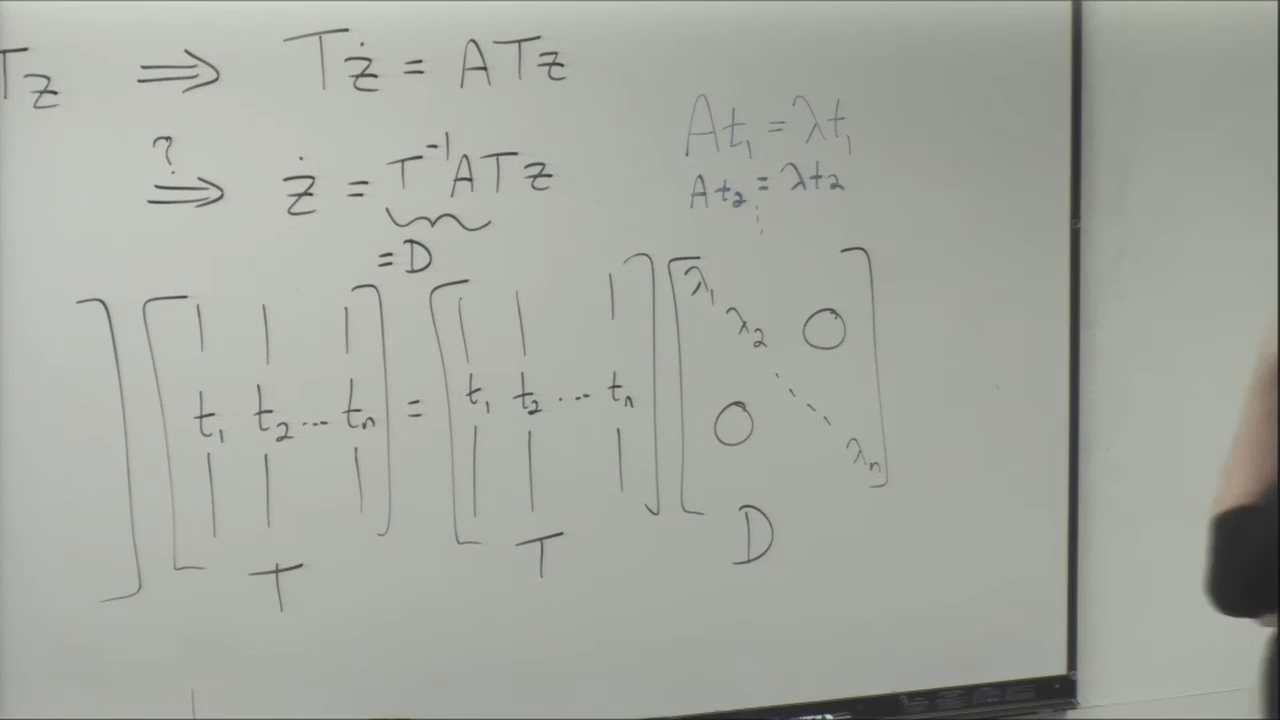 Tz ⟹ Tż = ATz
? ⟹ ż = T⁻¹ATz
= D
At₁ = λt₁
At₂ = λt₂
⋮
] [ t₁ t₂ ... tₙ ] = [ t₁ t₂ ... tₙ ] [ λ₁ λ₂ ⋱ λₙ O O ]
T T D